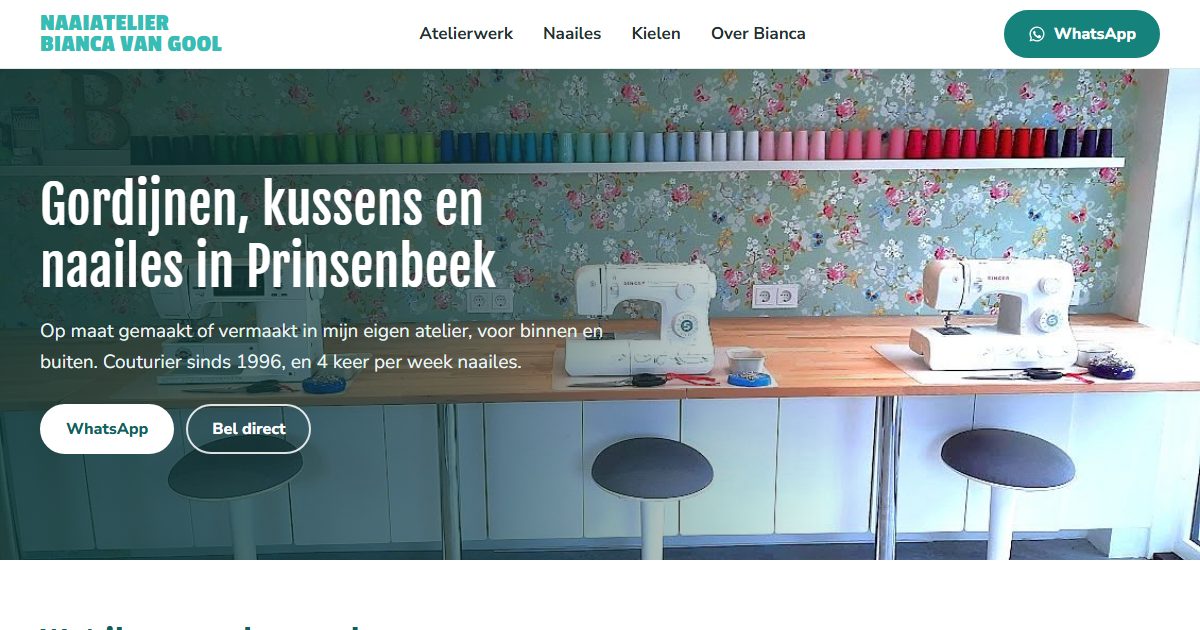 NAAIATELIER
BIANCA VAN GOOL
Atelierwerk
Naailes
Kielen
Over Bianca
WhatsApp
B
Gordijnen, kussens en
naailes in Prinsenbeek
SINGER
SINGER
Op maat gemaakt of vermaakt in mijn eigen atelier, voor binnen en
buiten. Couturier sinds 1996, en 4 keer per week naailes.
WhatsApp
Bel direct